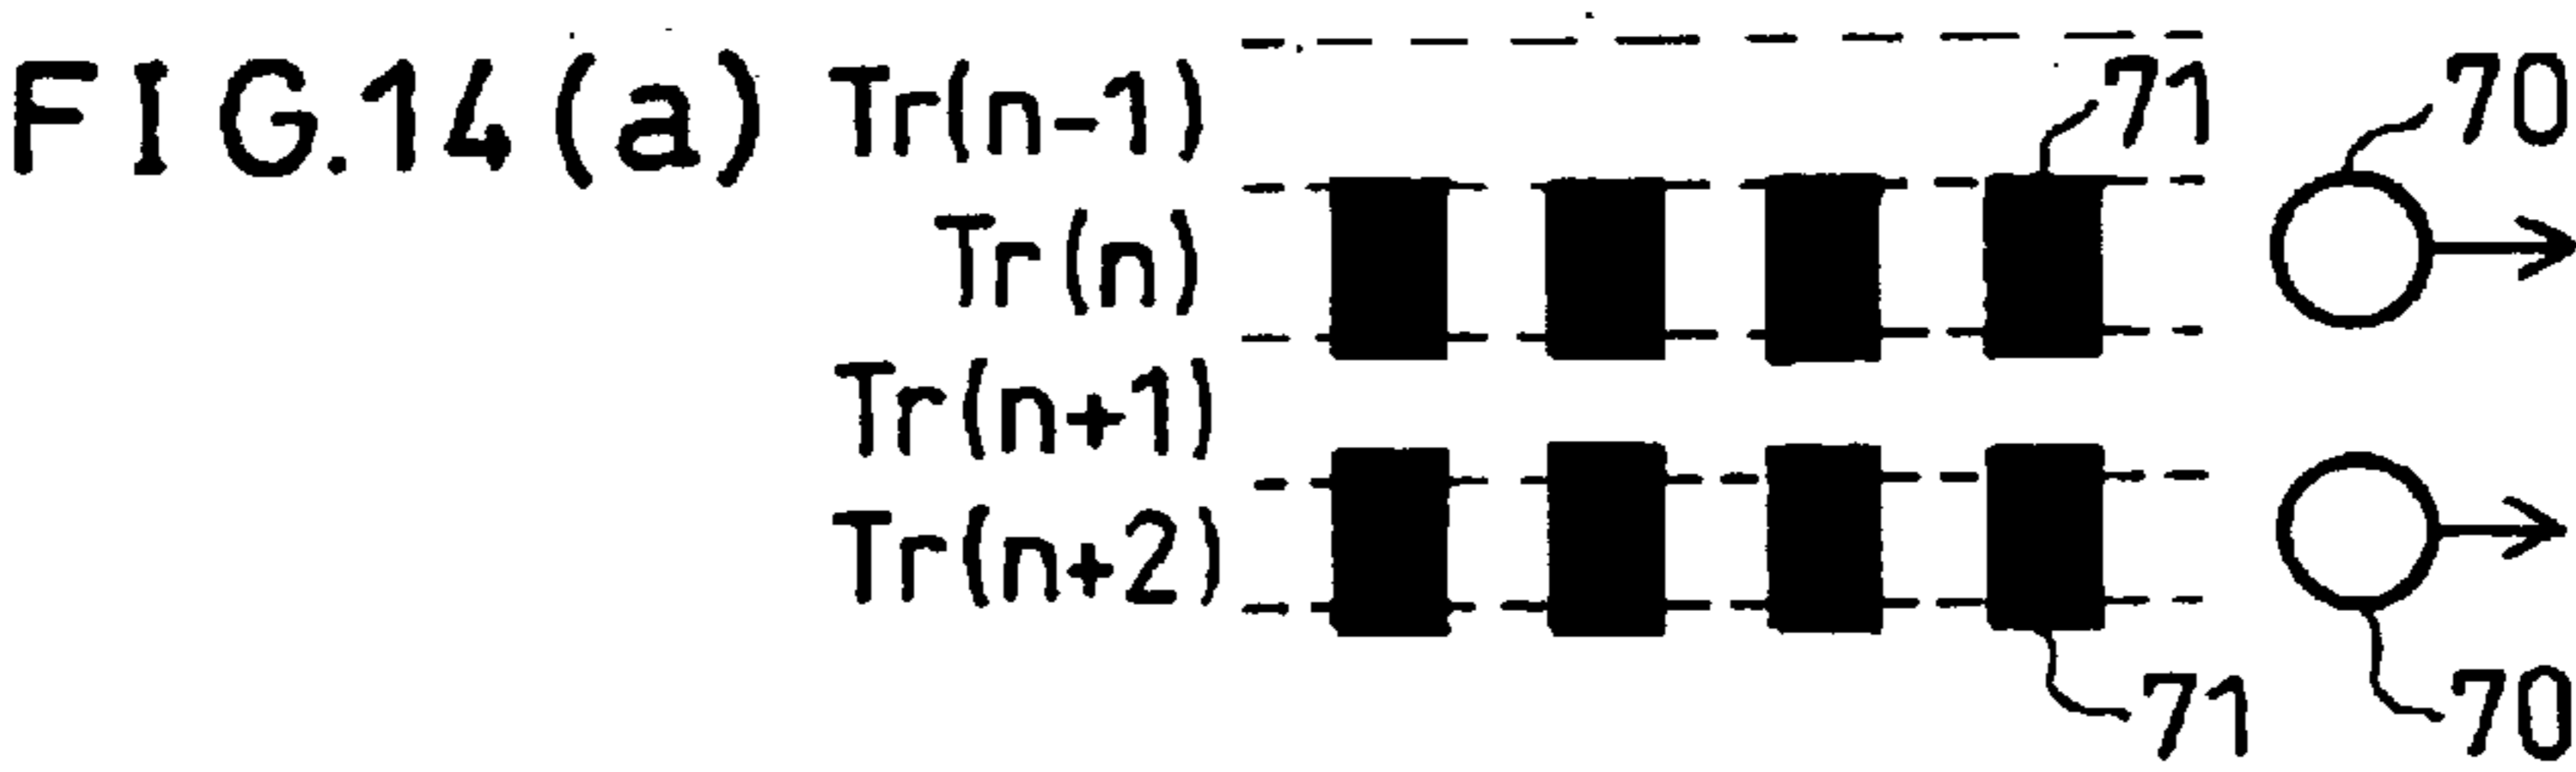 FIG.14(a) Tr(n-1) 71 70
Tr(n)
Tr(n+1)
Tr(n+2)
71 70